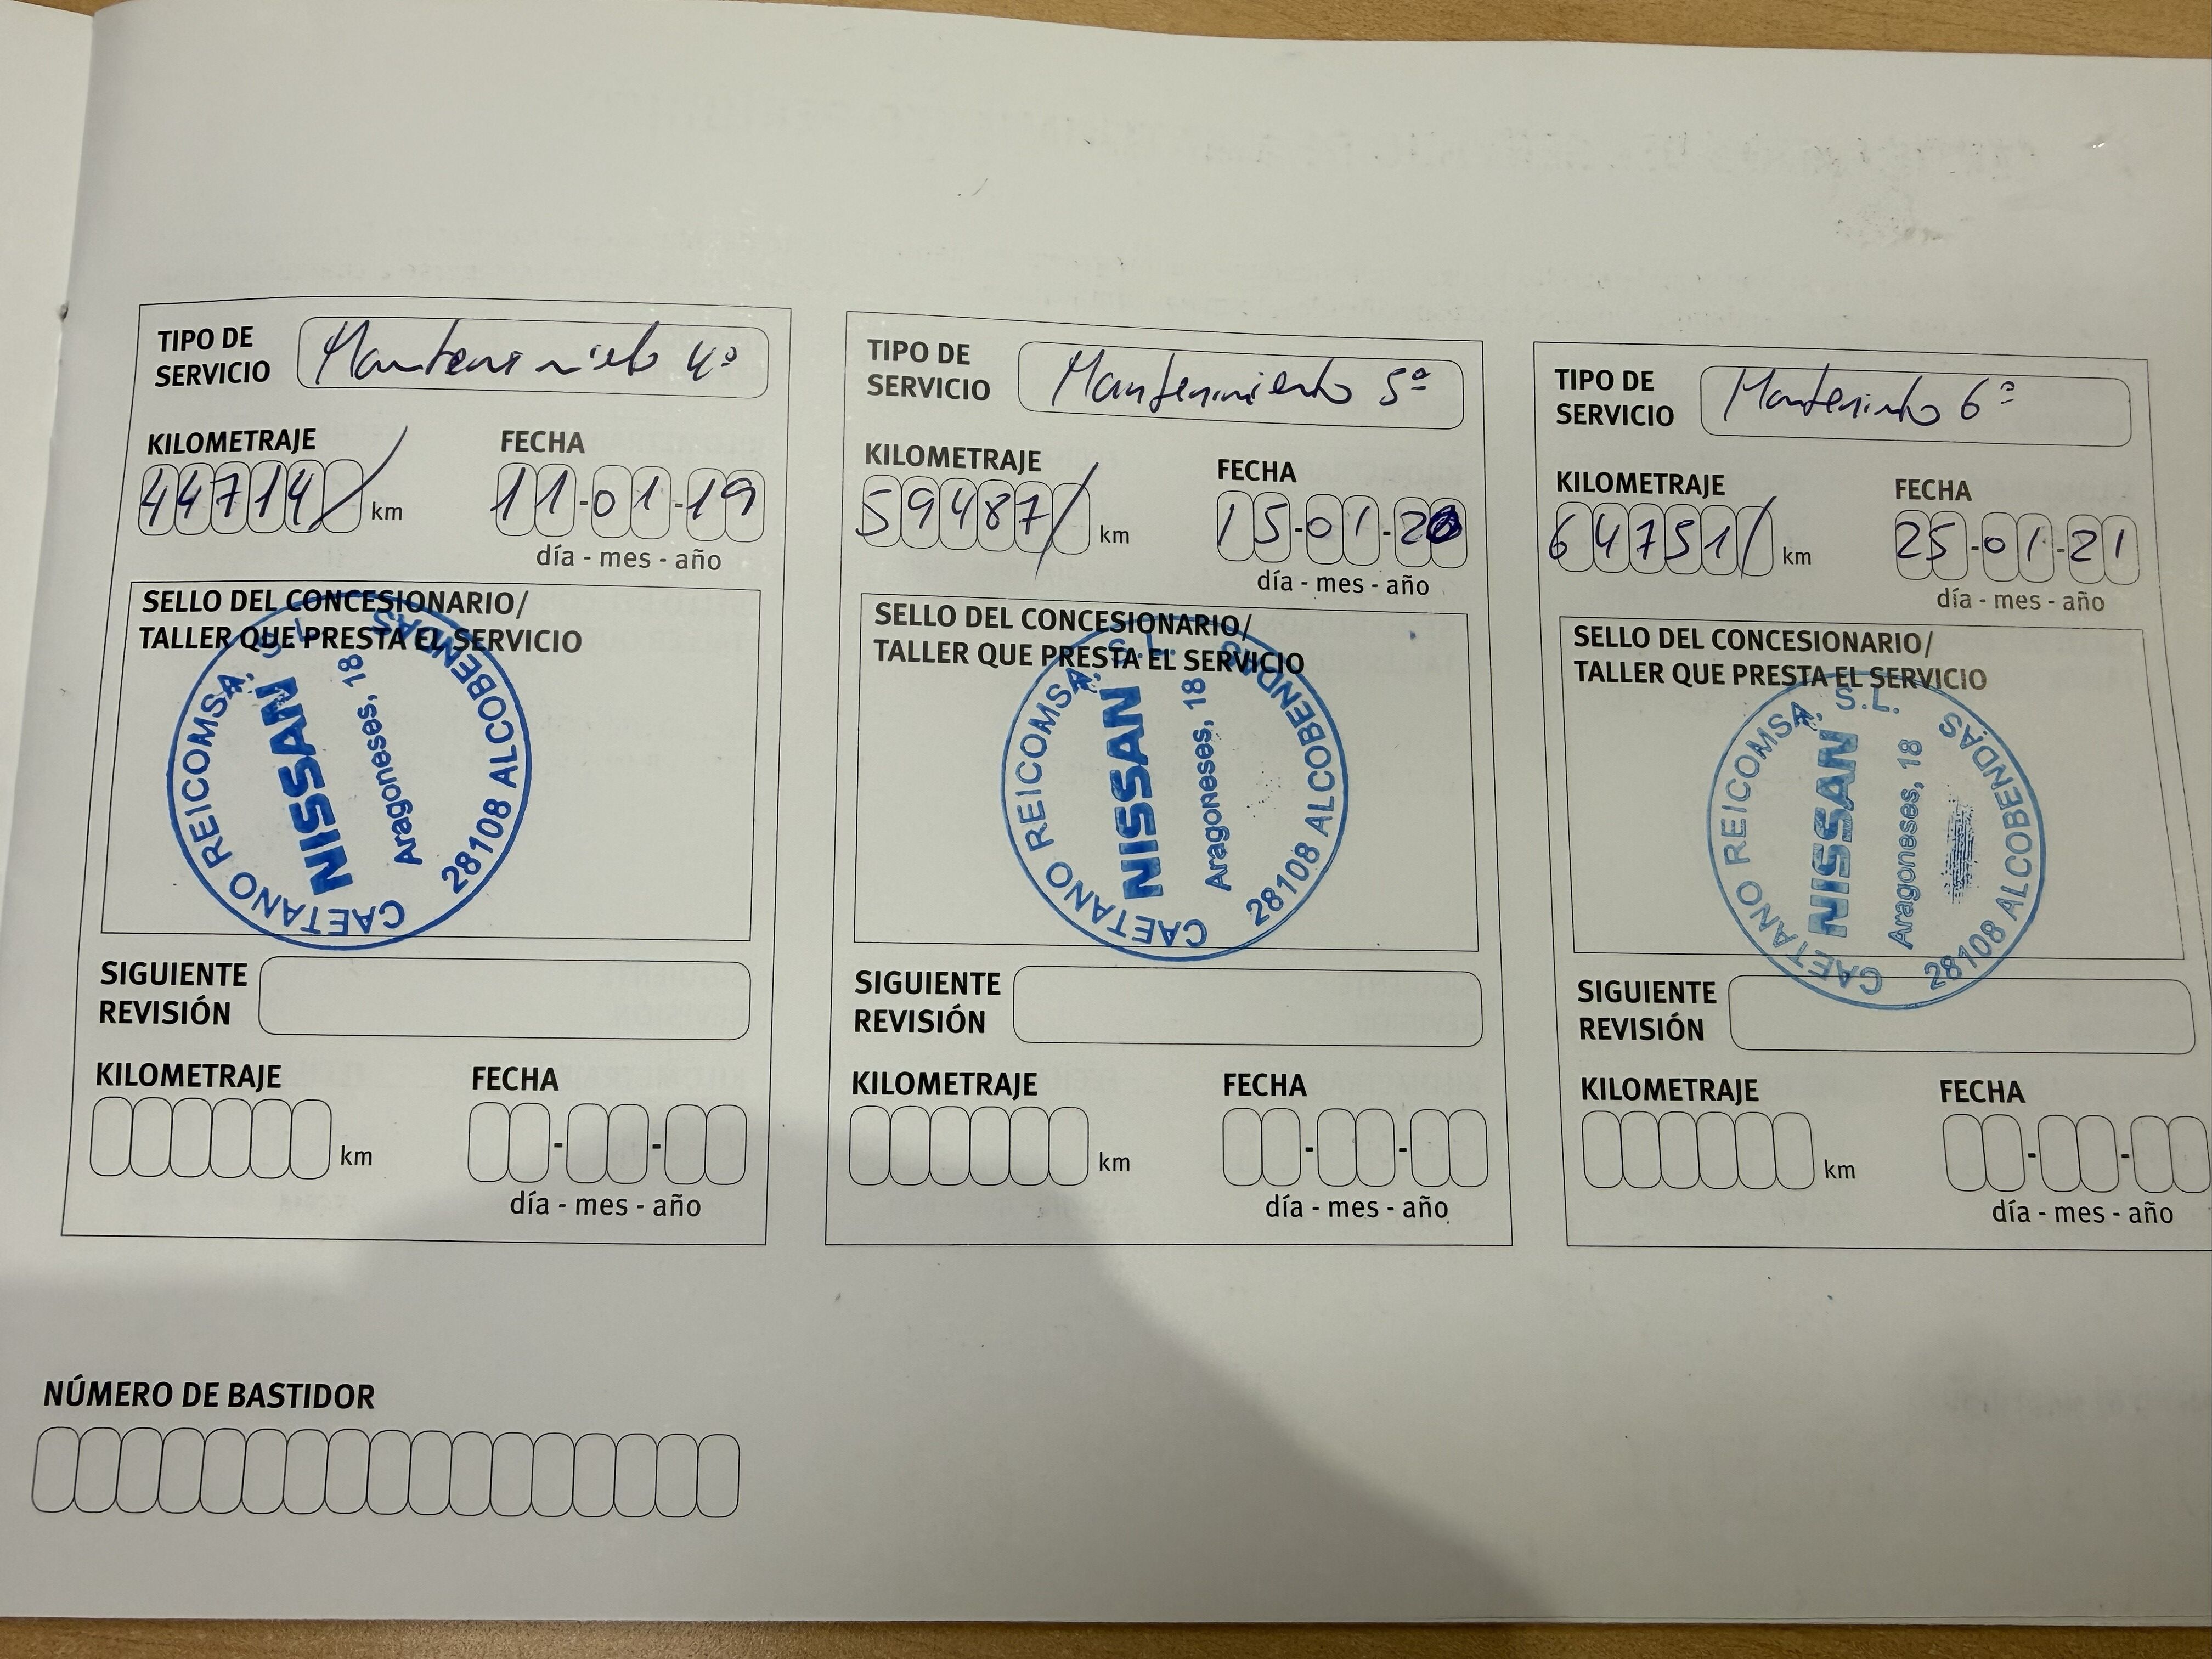 TIPO DE
SERVICIO
Mantenimiento 4º
KILOMETRAJE
44714/ km
FECHA
11-01-19
día - mes - año
SELLO DEL CONCESIONARIO/
TALLER QUE PRESTA EL SERVICIO
CAETANO REICOMSA, S.L.
NISSAN
Aragoneses, 18
28108 ALCOBENDAS
SIGUIENTE
REVISIÓN
KILOMETRAJE
km
FECHA
día - mes - año
TIPO DE
SERVICIO
Mantenimiento 5º
KILOMETRAJE
59487/ km
FECHA
15-01-20
día - mes - año
SELLO DEL CONCESIONARIO/
TALLER QUE PRESTA EL SERVICIO
CAETANO REICOMSA, S.L.
NISSAN
Aragoneses, 18
28108 ALCOBENDAS
SIGUIENTE
REVISIÓN
KILOMETRAJE
km
FECHA
día - mes - año
TIPO DE
SERVICIO
Mantenimto 6º
KILOMETRAJE
64751/ km
FECHA
25-01-21
día - mes - año
SELLO DEL CONCESIONARIO/
TALLER QUE PRESTA EL SERVICIO
CAETANO REICOMSA, S.L.
NISSAN
Aragoneses, 18
28108 ALCOBENDAS
SIGUIENTE
REVISIÓN
KILOMETRAJE
km
FECHA
día - mes - año
NÚMERO DE BASTIDOR